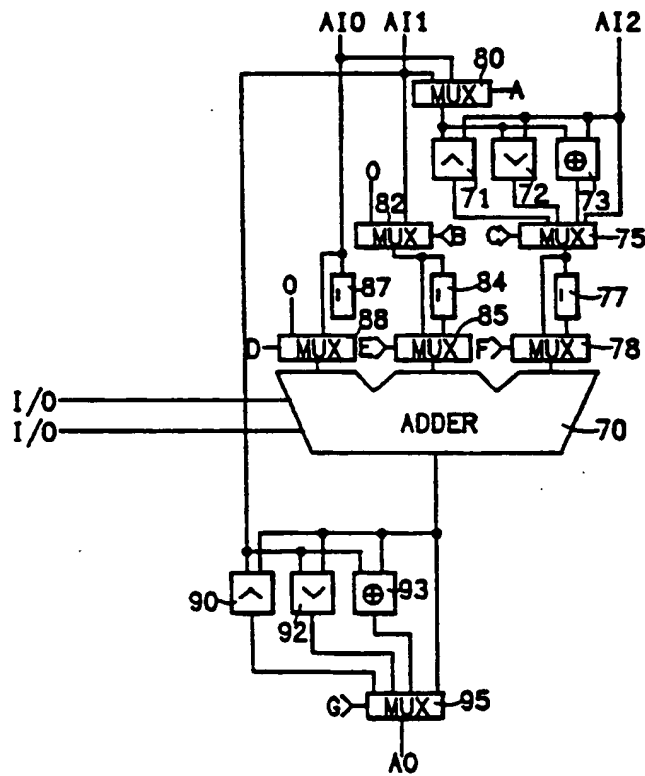 AI0 AI1 AI2
80
MUX A
∧ ∨ ⊕
71 72 73
0
82
MUX B C MUX 75
0
87 84 77
88 85
D MUX E MUX F MUX 78
I/O
I/O
ADDER 70
∧ ∨ ⊕ 93
90 92
G MUX 95
AO